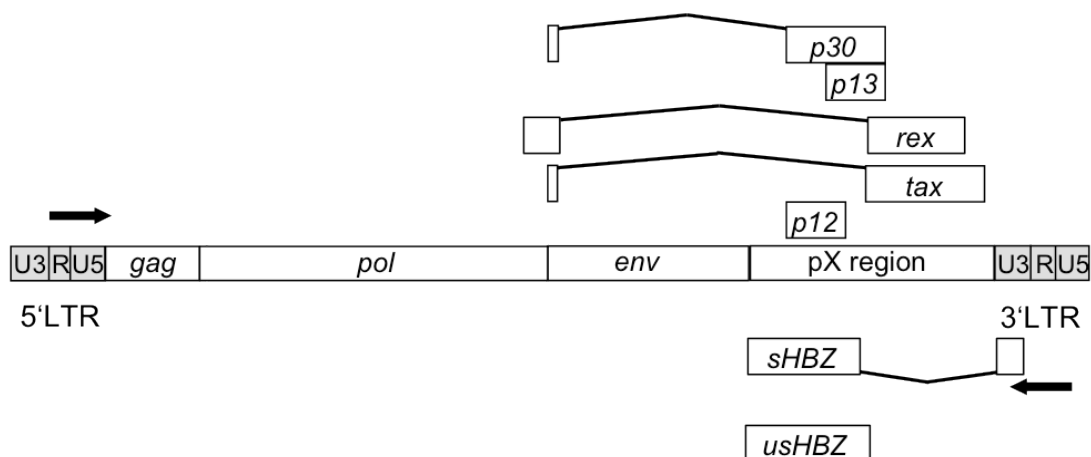 p30
p13
rex
tax
p12
U3 R U5 gag pol env pX region U3 R U5
5‘LTR 3‘LTR
sHBZ
usHBZ